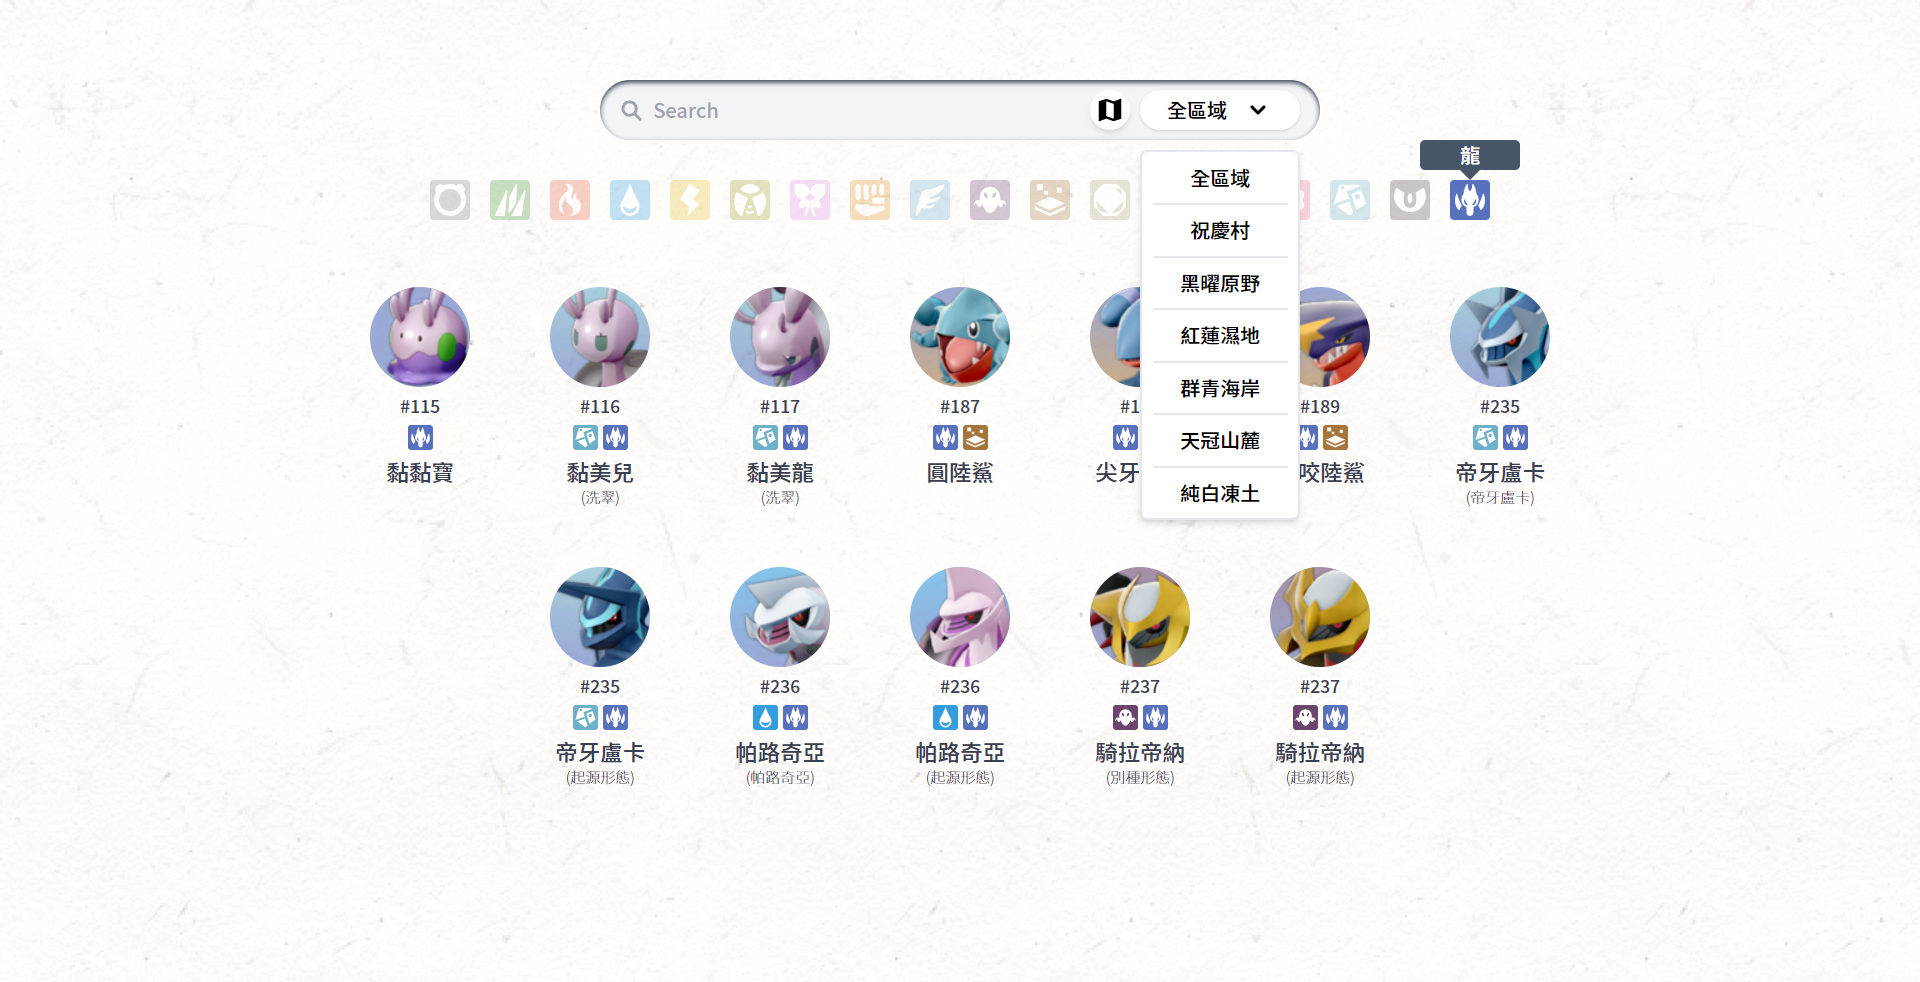 Search
全區域
龍
全區域
祝慶村
黑曜原野
紅蓮濕地
群青海岸
天冠山麓
純白凍土
#115
黏黏寶
#116
黏美兒
(洗翠)
#117
黏美龍
(洗翠)
#187
圓陸鯊
#1
尖牙
#189
咬陸鯊
#235
帝牙盧卡
(帝牙盧卡)
#235
帝牙盧卡
(起源形態)
#236
帕路奇亞
(帕路奇亞)
#236
帕路奇亞
(起源形態)
#237
騎拉帝納
(別種形態)
#237
騎拉帝納
(起源形態)